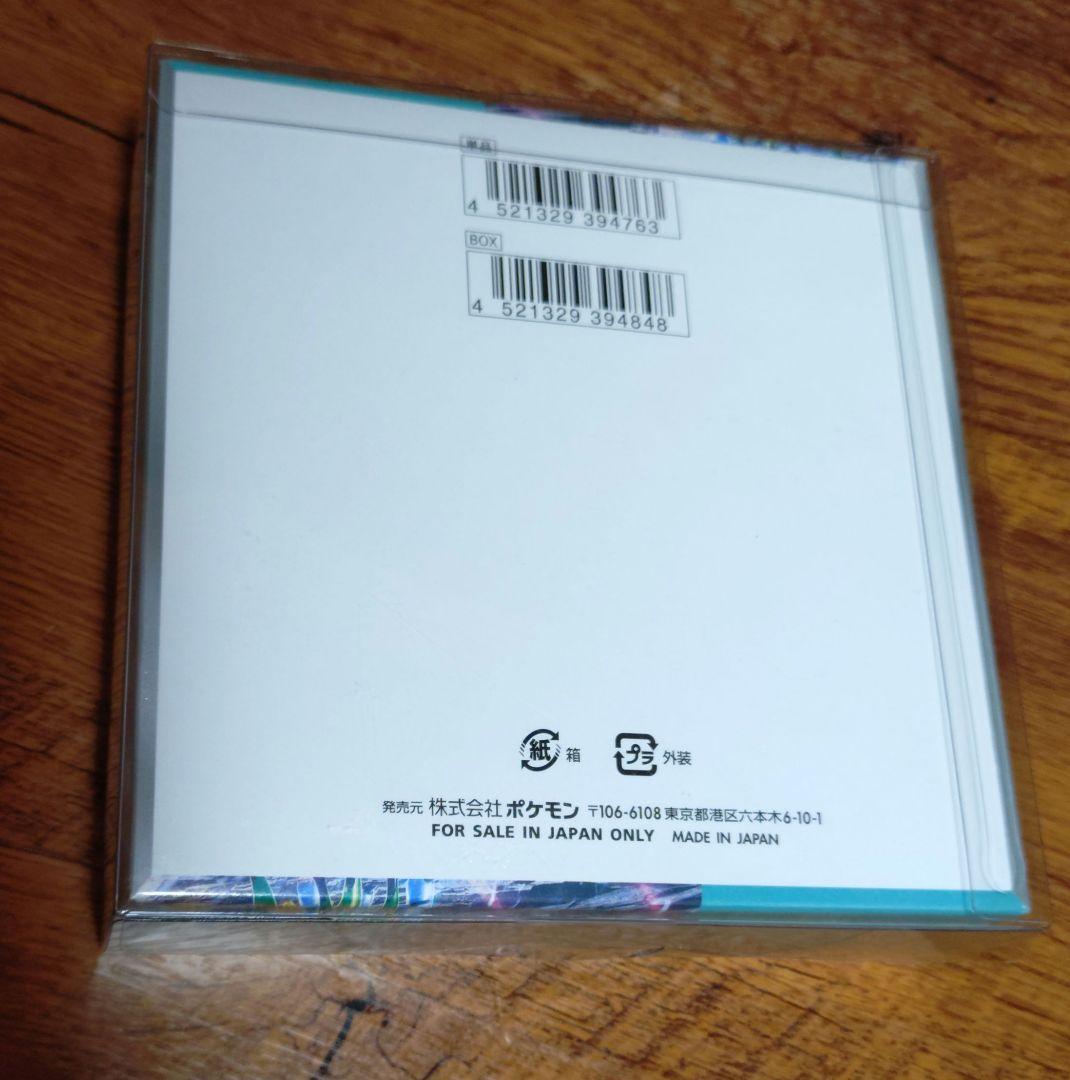 単品
4 521329 394763
BOX
4 521329 394848
紙 箱 プラ 外装
発売元 株式会社ポケモン 〒106-6108 東京都港区六本木6-10-1
FOR SALE IN JAPAN ONLY MADE IN JAPAN